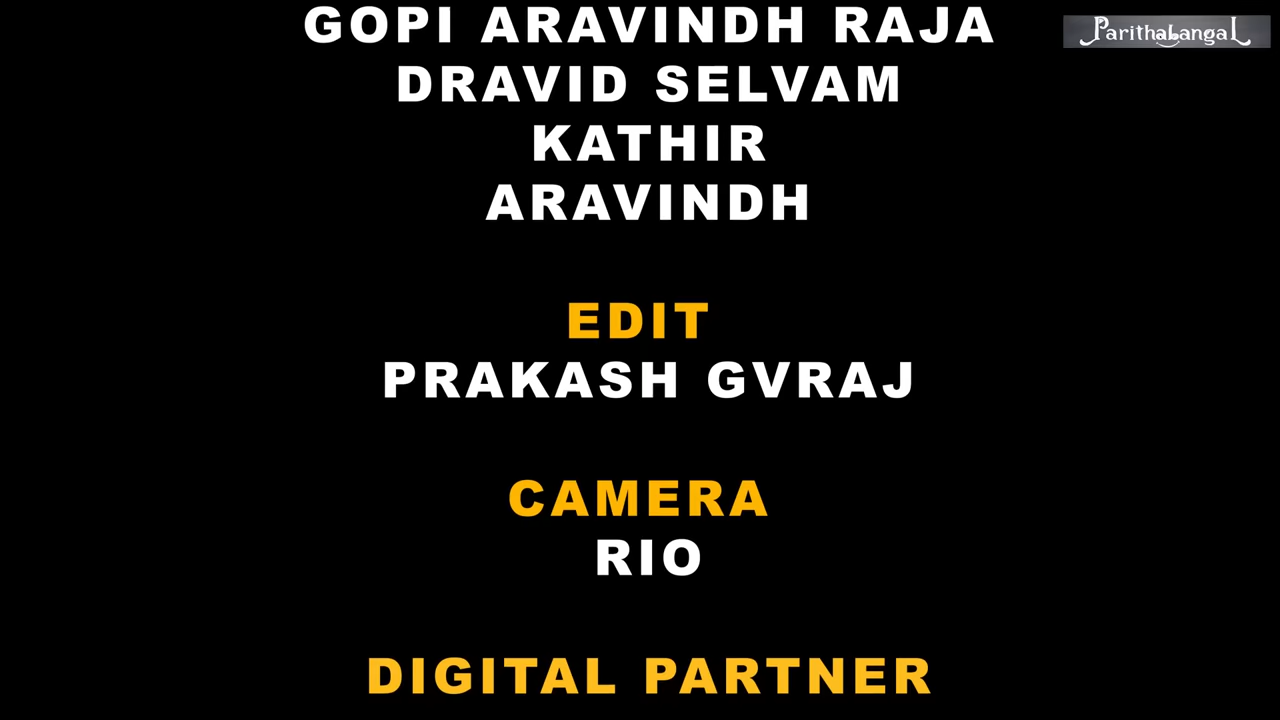 GOPI ARAVINDH RAJA
Parithabangal
DRAVID SELVAM
KATHIR
ARAVINDH
EDIT
PRAKASH GVRAJ
CAMERA
RIO
DIGITAL PARTNER